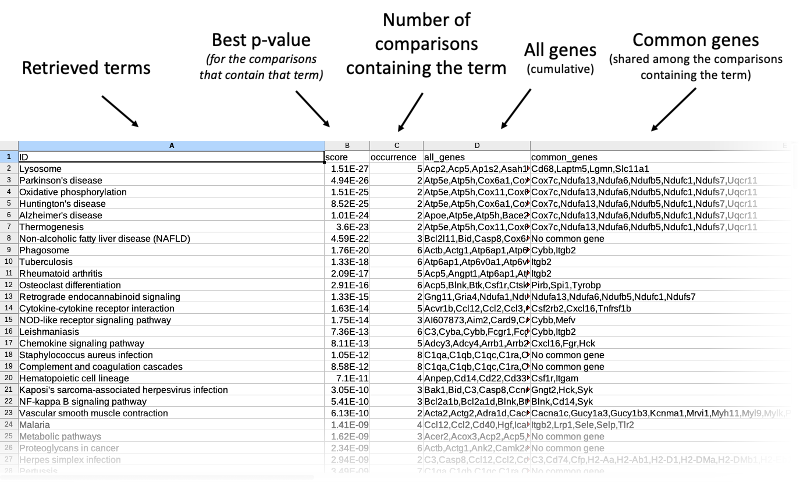 Retrieved terms
Best p-value
(for the comparisons
that contain that term)
Number of
comparisons
containing the term
All genes
(cumulative)
Common genes
(shared among the comparisons
containing the term)
A B C D E
1 ID score occurrence all_genes common_genes
2 Lysosome 1.51E-27 5 Acp2,Acp5,Ap1s2,Asah1 Cd68,Laptm5,Lgmn,Slc11a1
3 Parkinson's disease 4.94E-26 2 Atp5e,Atp5h,Cox6a1,Cox Cox7c,Ndufa13,Ndufa6,Ndufb5,Ndufc1,Ndufs7,Uqcr11
4 Oxidative phosphorylation 1.51E-25 2 Atp5e,Atp5h,Cox11,Cox6 Cox7c,Ndufa13,Ndufa6,Ndufb5,Ndufc1,Ndufs7,Uqcr11
5 Huntington's disease 8.52E-25 2 Atp5e,Atp5h,Cox6a1,Cox Cox7c,Ndufa13,Ndufa6,Ndufb5,Ndufc1,Ndufs7,Uqcr11
6 Alzheimer's disease 1.01E-24 2 Apoe,Atp5e,Atp5h,Bace2 Cox7c,Ndufa13,Ndufa6,Ndufb5,Ndufc1,Ndufs7,Uqcr11
7 Thermogenesis 3.6E-23 2 Atp5e,Atp5h,Cox11,Cox6 Cox7c,Ndufa13,Ndufa6,Ndufb5,Ndufc1,Ndufs7,Uqcr11
8 Non-alcoholic fatty liver disease (NAFLD) 4.59E-22 3 Bcl2l11,Bid,Casp8,Cox6 No common gene
9 Phagosome 1.76E-20 6 Actb,Actg1,Atp6ap1,Atp6 Cybb,Itgb2
10 Tuberculosis 1.33E-18 6 Atp6ap1,Atp6v0a1,Atp6v Itgb2
11 Rheumatoid arthritis 2.09E-17 5 Acp5,Angpt1,Atp6ap1,At Itgb2
12 Osteoclast differentiation 2.91E-16 6 Acp5,Blnk,Btk,Csf1r,Ctsk Pirb,Spi1,Tyrobp
13 Retrograde endocannabinoid signaling 1.33E-15 2 Gng11,Gria4,Ndufa1,Ndu Ndufa13,Ndufa6,Ndufb5,Ndufc1,Ndufs7
14 Cytokine-cytokine receptor interaction 1.63E-14 5 Acvr1b,Ccl12,Ccl2,Ccl3, Csf2rb2,Cxcl16,Tnfrsf1b
15 NOD-like receptor signaling pathway 1.75E-14 3 AI607873,Aim2,Card9,C Cybb,Mefv
16 Leishmaniasis 7.36E-13 6 C3,Cyba,Cybb,Fcgr1,Fcg Cybb,Itgb2
17 Chemokine signaling pathway 8.11E-13 5 Adcy3,Adcy4,Arrb1,Arrb2 Cxcl16,Fgr,Hck
18 Staphylococcus aureus infection 1.05E-12 8 C1qa,C1qb,C1qc,C1ra,C No common gene
19 Complement and coagulation cascades 8.58E-12 8 C1qa,C1qb,C1qc,C1ra,C No common gene
20 Hematopoietic cell lineage 7.1E-11 4 Anpep,Cd14,Cd22,Cd33 Csf1r,Itgam
21 Kaposi's sarcoma-associated herpesvirus infection 3.05E-10 3 Bak1,Bid,C3,Casp8,Ccn Gngt2,Hck,Syk
22 NF-kappa B signaling pathway 5.41E-10 3 Bcl2a1b,Bcl2a1d,Blnk,Bt Blnk,Cd14,Syk
23 Vascular smooth muscle contraction 6.13E-10 2 Acta2,Actg2,Adra1d,Cac Cacna1c,Gucy1a3,Gucy1b3,Kcnma1,Mrvi1,Myh11,Myl9,Mylk
24 Malaria 1.41E-09 4 Ccl12,Ccl2,Cd40,Hgf,Ica Itgb2,Lrp1,Sele,Selp,Tlr2
25 Metabolic pathways 1.62E-09 3 Acer2,Acox3,Acp2,Acp5, No common gene
26 Proteoglycans in cancer 2.34E-09 6 Actb,Actg1,Ank2,Camk2 No common gene
27 Herpes simplex infection 2.94E-09 2 C3,Casp8,Ccl12,Ccl2,C C3,Cd74,Cfp,H2-Aa,H2-Ab1,H2-D1,H2-DMa,H2-DMb1
28 Pertussis 3.49E-09 7 C1qa,C1qb,C1qc,C1ra,C No common gene